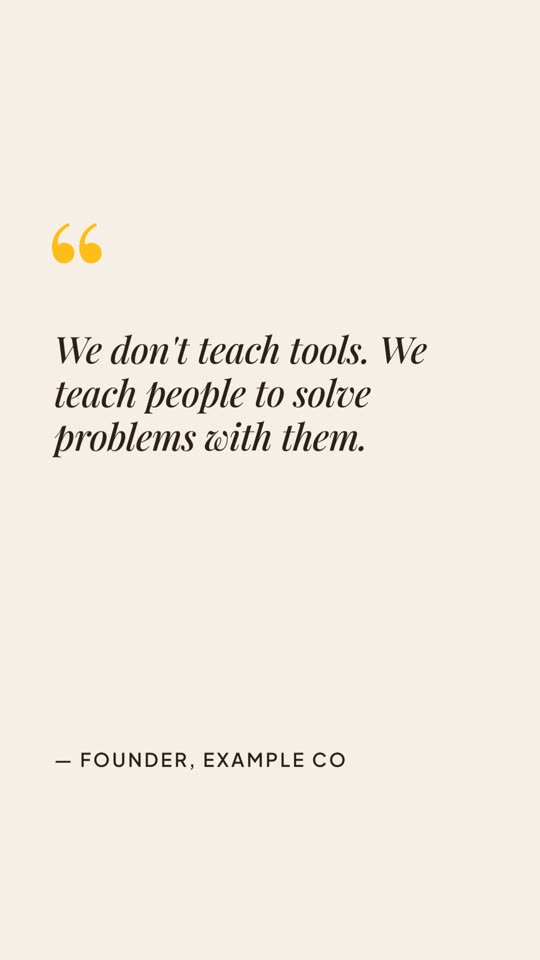 “
We don't teach tools. We
teach people to solve
problems with them.
— FOUNDER, EXAMPLE CO